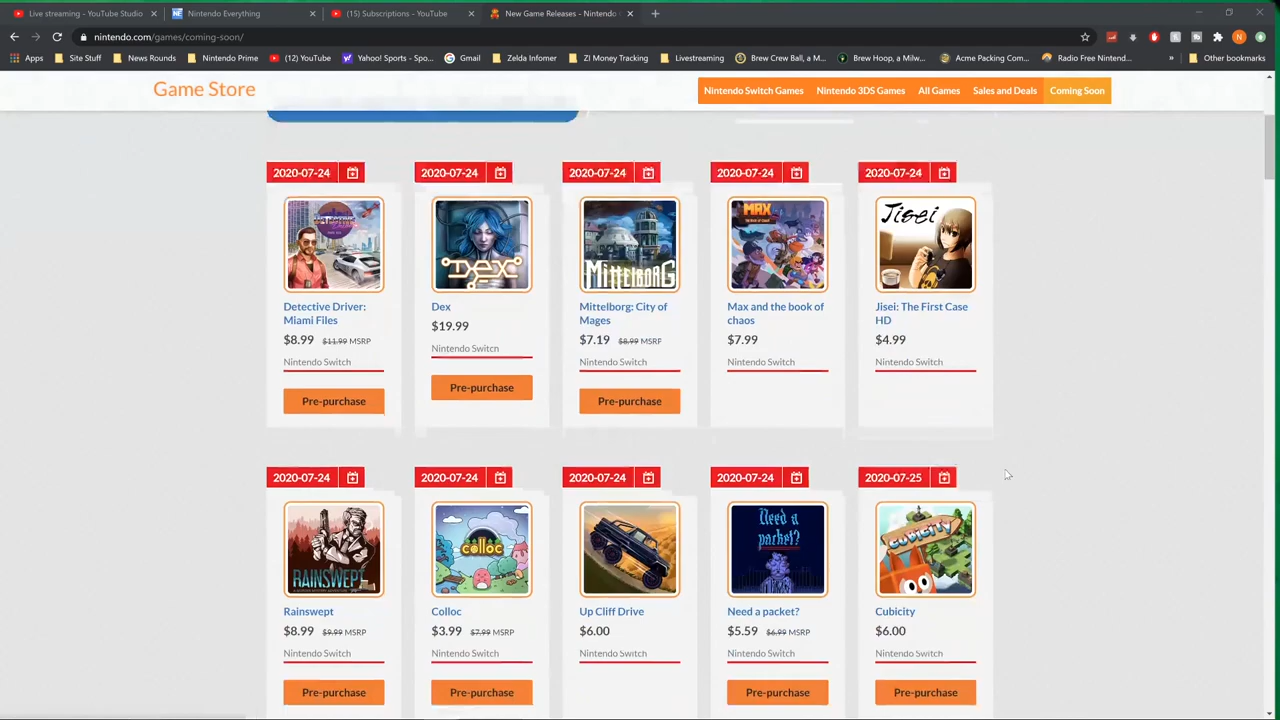 Live streaming - YouTube Studio
Nintendo Everything
(15) Subscriptions - YouTube
New Game Releases - Nintendo
nintendo.com/games/coming-soon/
N
Apps
Site Stuff
News Rounds
Nintendo Prime
(12) YouTube
Yahoo! Sports - Spo...
Gmail
Zelda Informer
ZI Money Tracking
Livestreaming
Brew Crew Ball, a M...
Brew Hoop, a Milw...
Acme Packing Com...
Radio Free Nintend...
»
Other bookmarks
Game Store
Nintendo Switch Games
Nintendo 3DS Games
All Games
Sales and Deals
Coming Soon
2020-07-24
2020-07-24
2020-07-24
2020-07-24
2020-07-24
DEX
MITTELBORG
MAX
Jisei
Detective Driver:
Miami Files
$8.99 $11.99 MSRP
Nintendo Switch
Pre-purchase
Dex
$19.99
Nintendo Switch
Pre-purchase
Mittelborg: City of
Mages
$7.19 $8.99 MSRP
Nintendo Switch
Pre-purchase
Max and the book of
chaos
$7.99
Nintendo Switch
Jisei: The First Case
HD
$4.99
Nintendo Switch
2020-07-24
2020-07-24
2020-07-24
2020-07-24
2020-07-25
RAINSWEPT
colloc
Need a
packet?
CUBICITY
Rainswept
$8.99 $9.99 MSRP
Nintendo Switch
Pre-purchase
Colloc
$3.99 $7.99 MSRP
Nintendo Switch
Pre-purchase
Up Cliff Drive
$6.00
Nintendo Switch
Need a packet?
$5.59 $6.99 MSRP
Nintendo Switch
Pre-purchase
Cubicity
$6.00
Nintendo Switch
Pre-purchase